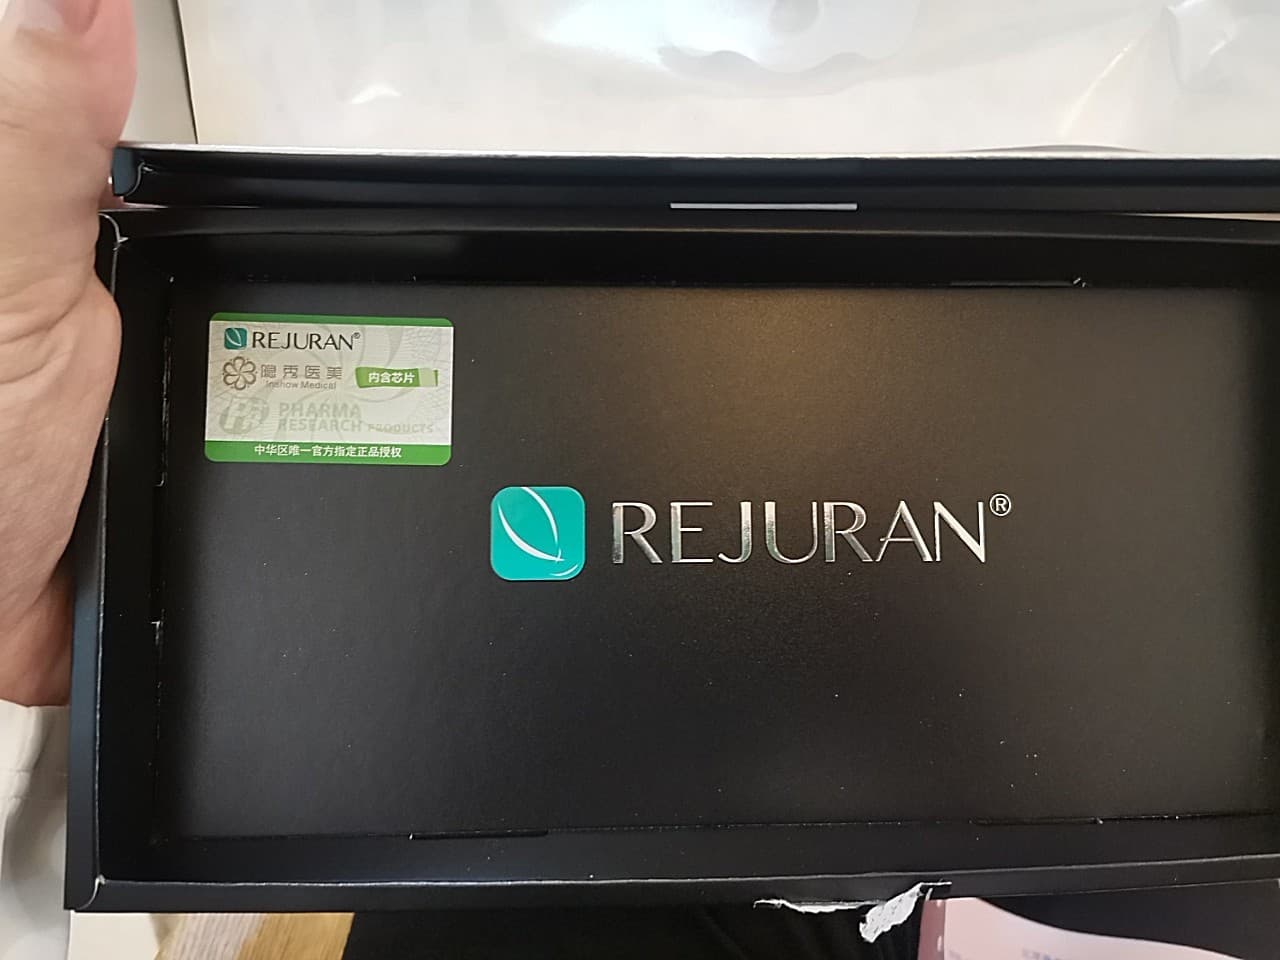 REJURAN®
隐秀医美
Inshow Medical
内含芯片
PHARMA
RESEARCH PRODUCTS
中华区唯一官方指定正品授权
REJURAN®